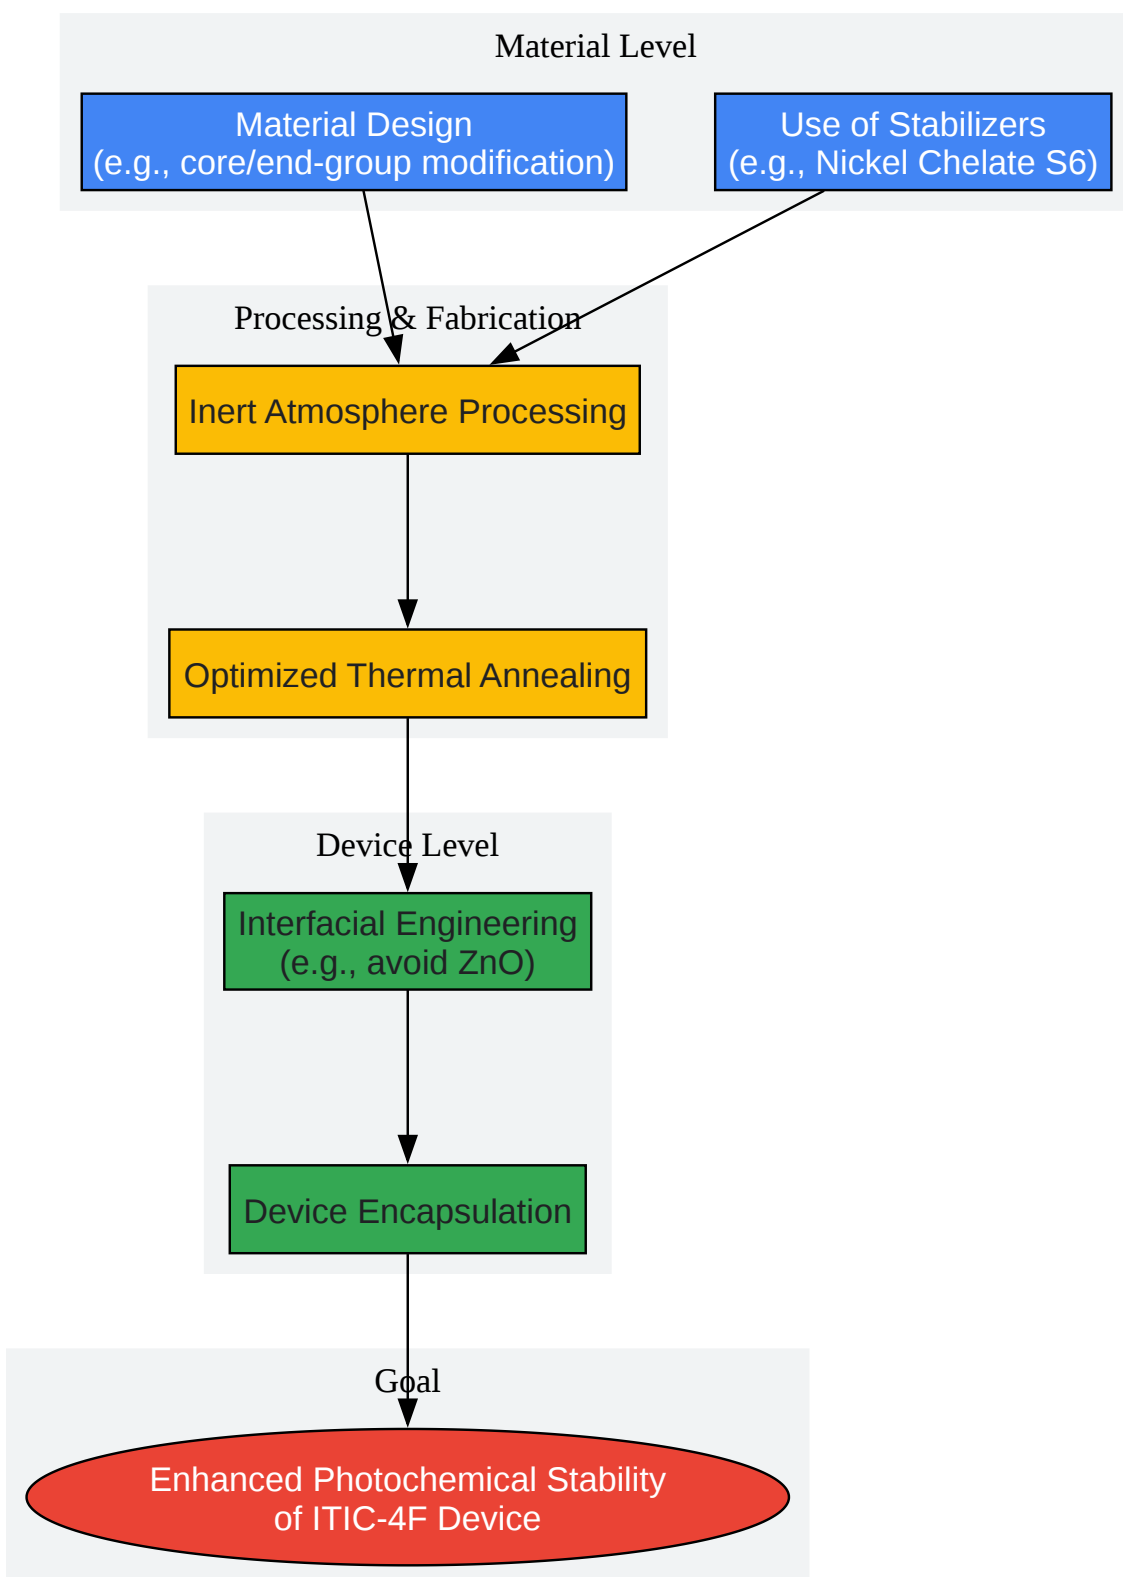 Material Level
Material Design
(e.g., core/end-group modification)
Use of Stabilizers
(e.g., Nickel Chelate S6)
Processing & Fabrication
Inert Atmosphere Processing
Optimized Thermal Annealing
Device Level
Interfacial Engineering
(e.g., avoid ZnO)
Device Encapsulation
Goal
Enhanced Photochemical Stability
of ITIC-4F Device